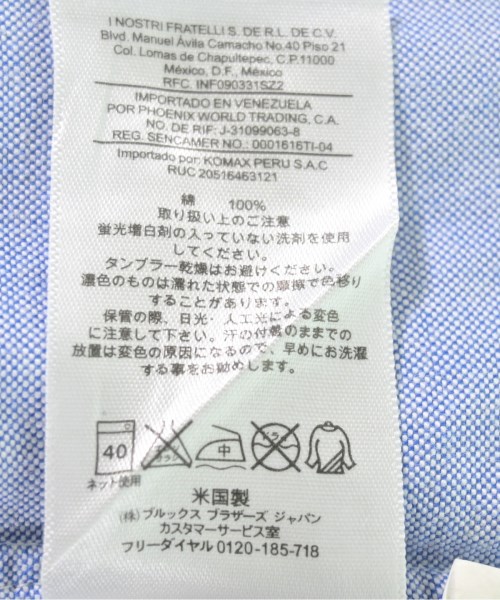 I NOSTRI FRATELLI S. DE R.L. DE C.V.
Blvd. Manuel Ávila Camacho No.40 Piso 21
Col. Lomas de Chapultepec, C.P.11000
México, D.F., México
RFC. INF090331SZ2
IMPORTADO EN VENEZUELA
POR PHOENIX WORLD TRADING, C.A.
NO. DE RIF: J-31099063-8
REG. SENCAMER NO.: 0001616TI-04
Importado por: KOMAX PERU S.A.C
RUC 20516463121
綿 100%
取り扱い上のご注意
蛍光増白剤の入っていない洗剤を使用
してください。
タンブラー乾燥はお避けください。
濃色のものは濡れた状態での摩擦で色移り
することがあります。
保管の際、日光・人工光による変色
に注意して下さい。汗の付着のままでの
放置は変色の原因になるので、早めにお洗濯
する事をお勧めします。
40 エンソ サラシ 中 ドライ
ネット使用
米国製
(株) ブルックス ブラザーズ ジャパン
カスタマーサービス室
フリーダイヤル 0120-185-718